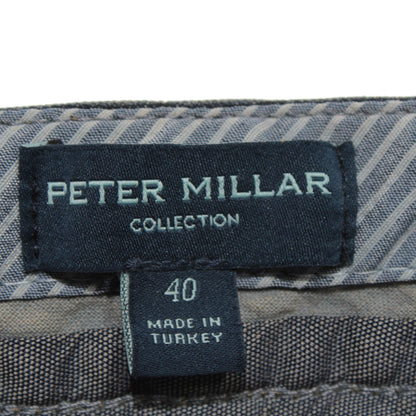 PETER MILLAR
COLLECTION
40
MADE IN
TURKEY